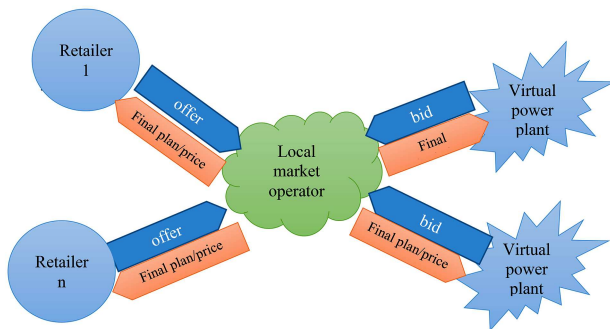 Retailer
1
offer
Final plan/price
Local
market
operator
bid
Final
Virtual
power
plant
Retailer
n
offer
Final plan/price
bid
Final plan/price
Virtual
power
plant